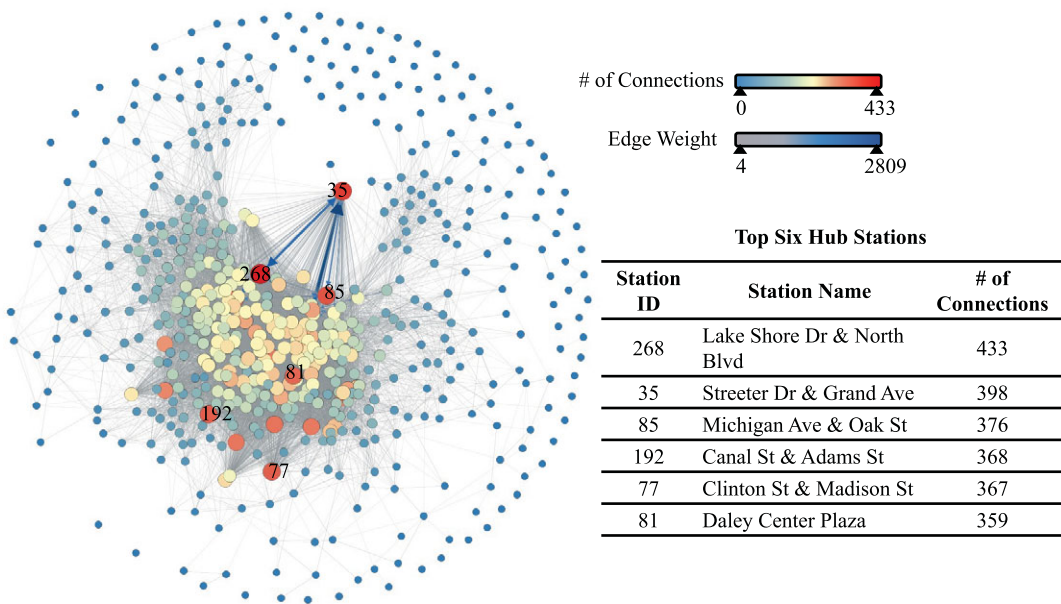 # of Connections
0 433
Edge Weight
4 2809
35
268
85
81
192
77
Top Six Hub Stations
Station ID Station Name # of Connections
268 Lake Shore Dr & North Blvd 433
35 Streeter Dr & Grand Ave 398
85 Michigan Ave & Oak St 376
192 Canal St & Adams St 368
77 Clinton St & Madison St 367
81 Daley Center Plaza 359